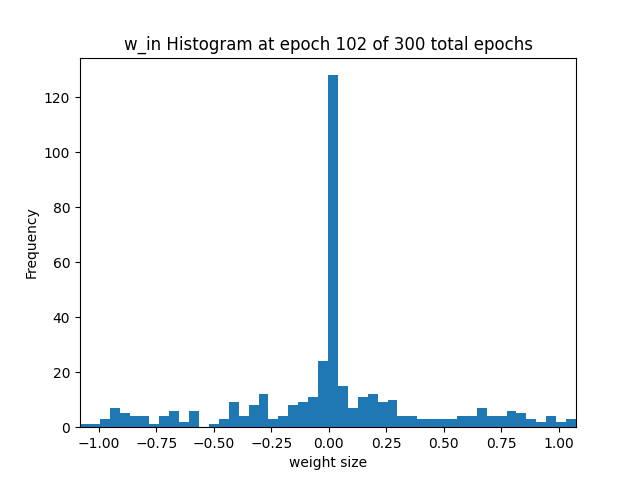 w_in Histogram at epoch 102 of 300 total epochs
120
100
80
60
40
20
0
Frequency
−1.00 −0.75 −0.50 −0.25 0.00 0.25 0.50 0.75 1.00
weight size